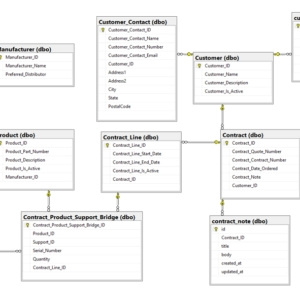 Manufacturer (dbo)
Manufacturer_ID
Manufacturer_Name
Preferred_Distributor
Customer_Contact (dbo)
Customer_Contact_ID
Customer_Contact_Name
Customer_Contact_Number
Customer_Contact_Email
Customer_ID
Address1
Address2
City
State
PostalCode
Customer (dbo)
Customer_ID
Customer_Name
Customer_Description
Customer_Is_Active
Product (dbo)
Product_ID
Product_Part_Number
Product_Description
Product_Is_Active
Manufacturer_ID
Contract_Line (dbo)
Contract_Line_ID
Contract_Line_Start_Date
Contract_Line_End_Date
Contract_Line_Is_Active
Contract_ID
Contract (dbo)
Contract_ID
Contract_Quote_Number
Contract_Contract_Number
Contract_Date_Ordered
Contract_Note
Customer_ID
Contract_Product_Support_Bridge (dbo)
Contract_Product_Support_Bridge_ID
Product_ID
Support_ID
Serial_Number
Quantity
Contract_Line_ID
contract_note (dbo)
id
Contract_ID
title
body
created_at
updated_at